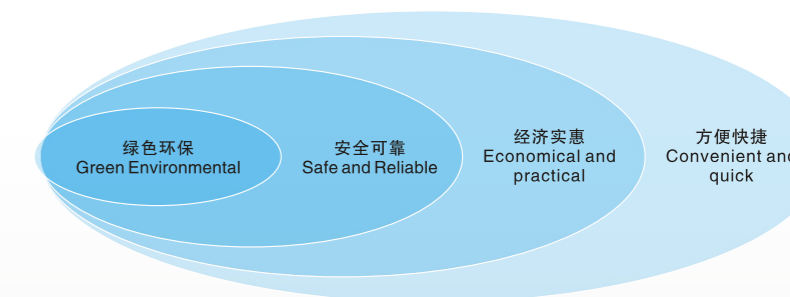 绿色环保
Green Environmental
安全可靠
Safe and Reliable
经济实惠
Economical and
practical
方便快捷
Convenient and
quick